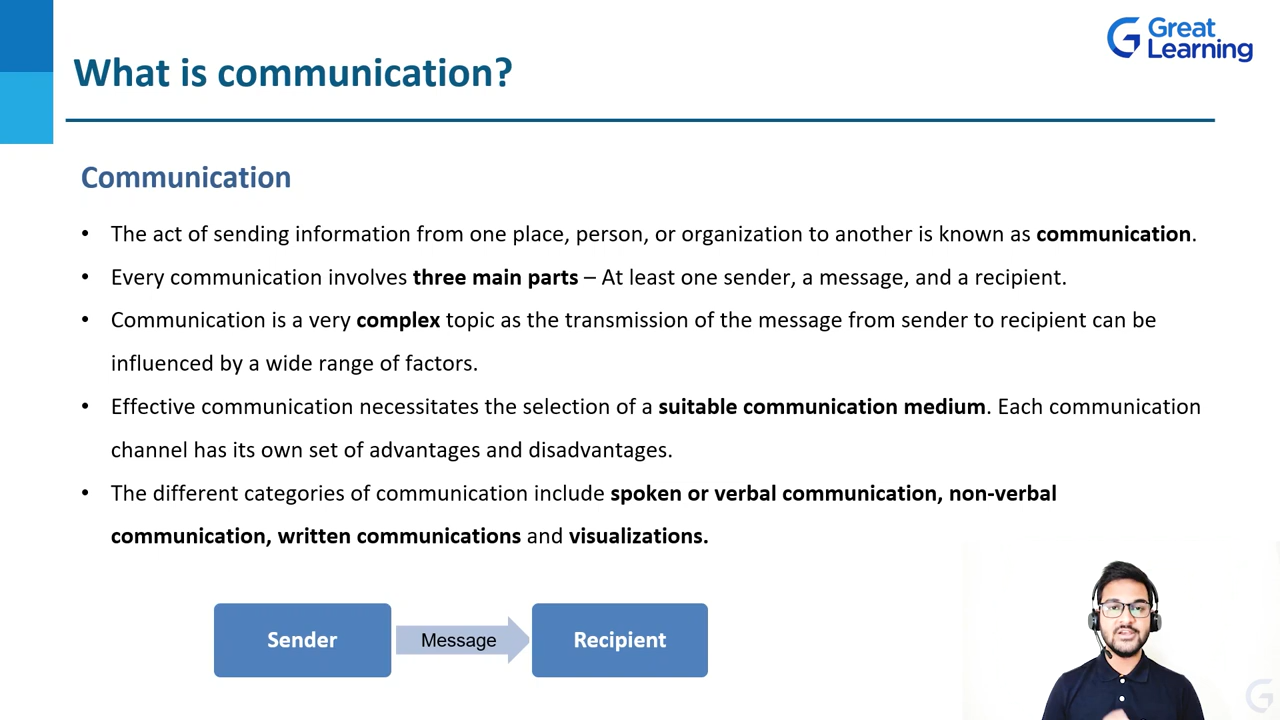 Great
Learning
What is communication?
Communication
• The act of sending information from one place, person, or organization to another is known as communication.
• Every communication involves three main parts – At least one sender, a message, and a recipient.
• Communication is a very complex topic as the transmission of the message from sender to recipient can be
influenced by a wide range of factors.
• Effective communication necessitates the selection of a suitable communication medium. Each communication
channel has its own set of advantages and disadvantages.
• The different categories of communication include spoken or verbal communication, non-verbal
communication, written communications and visualizations.
Sender Message Recipient